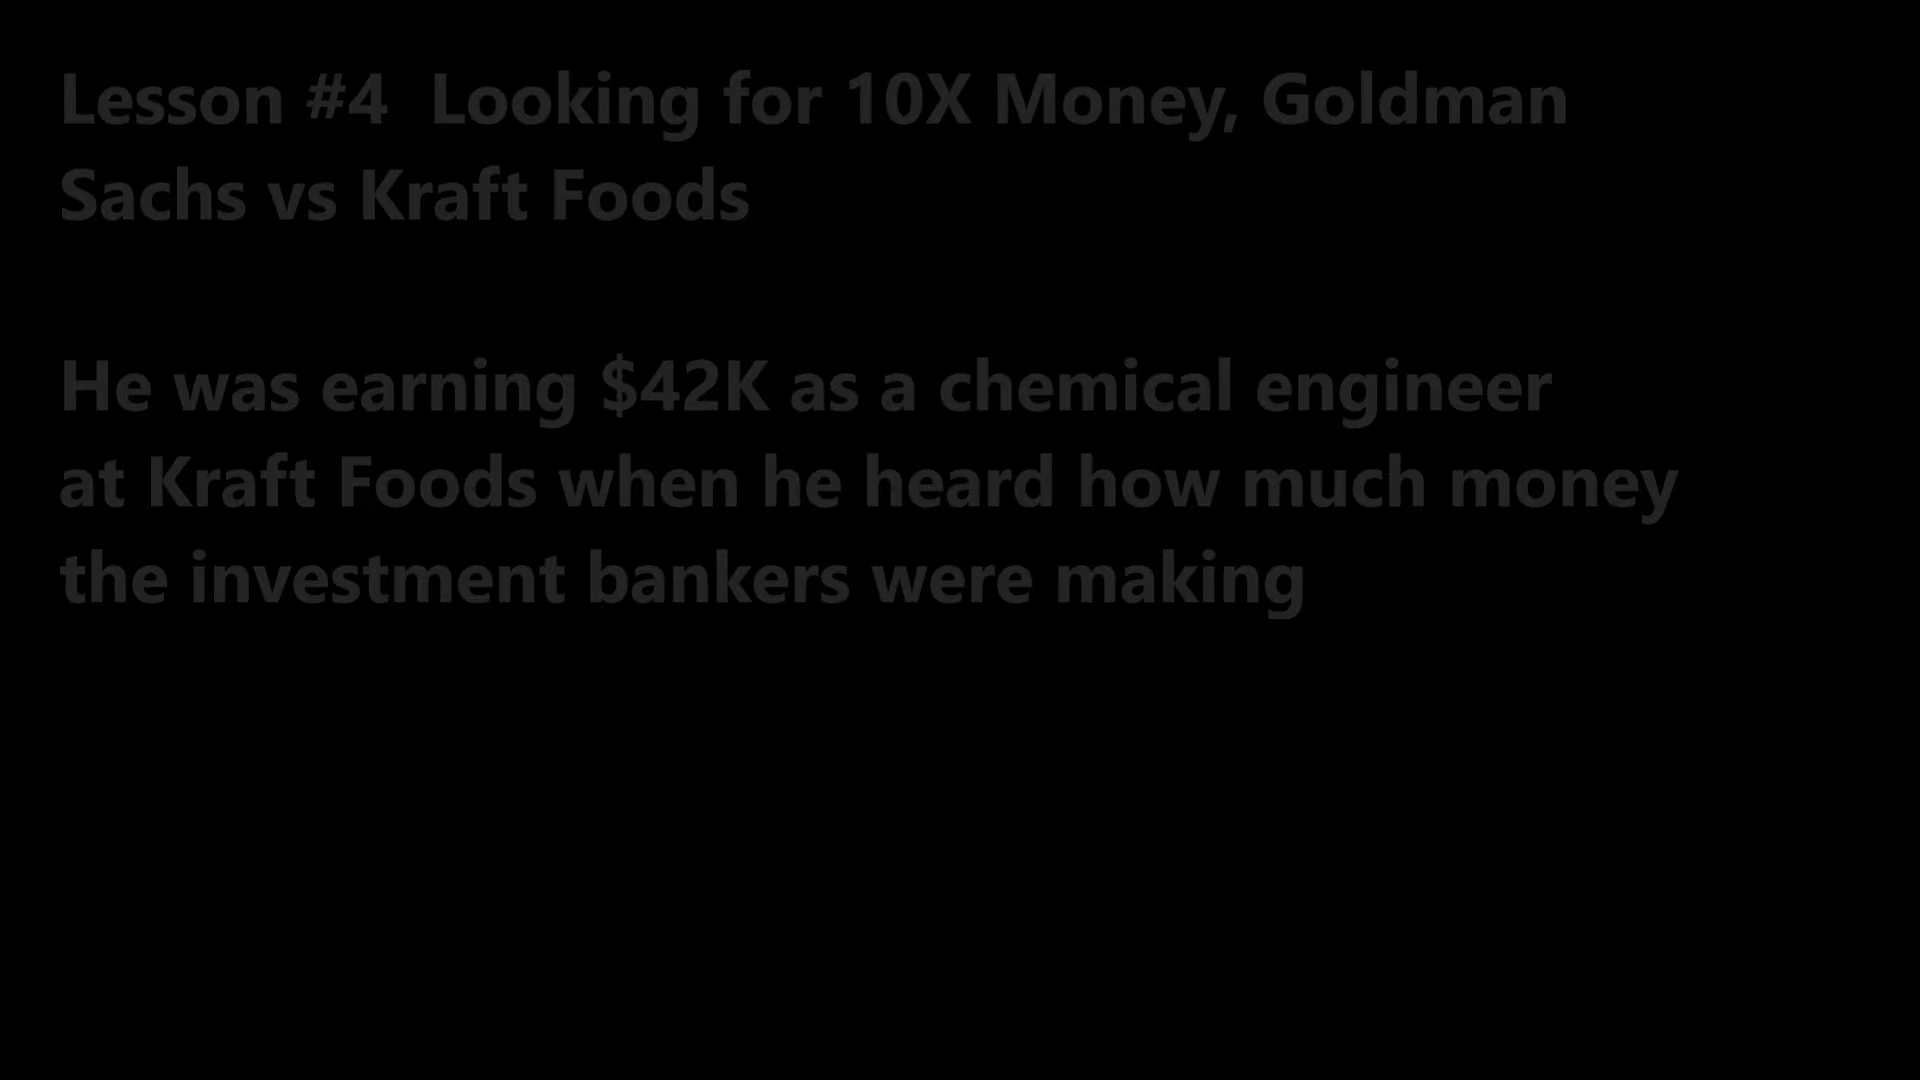 Lesson #4  Looking for 10X Money, Goldman
Sachs vs Kraft Foods
He was earning $42K as a chemical engineer
at Kraft Foods when he heard how much money
the investment bankers were making